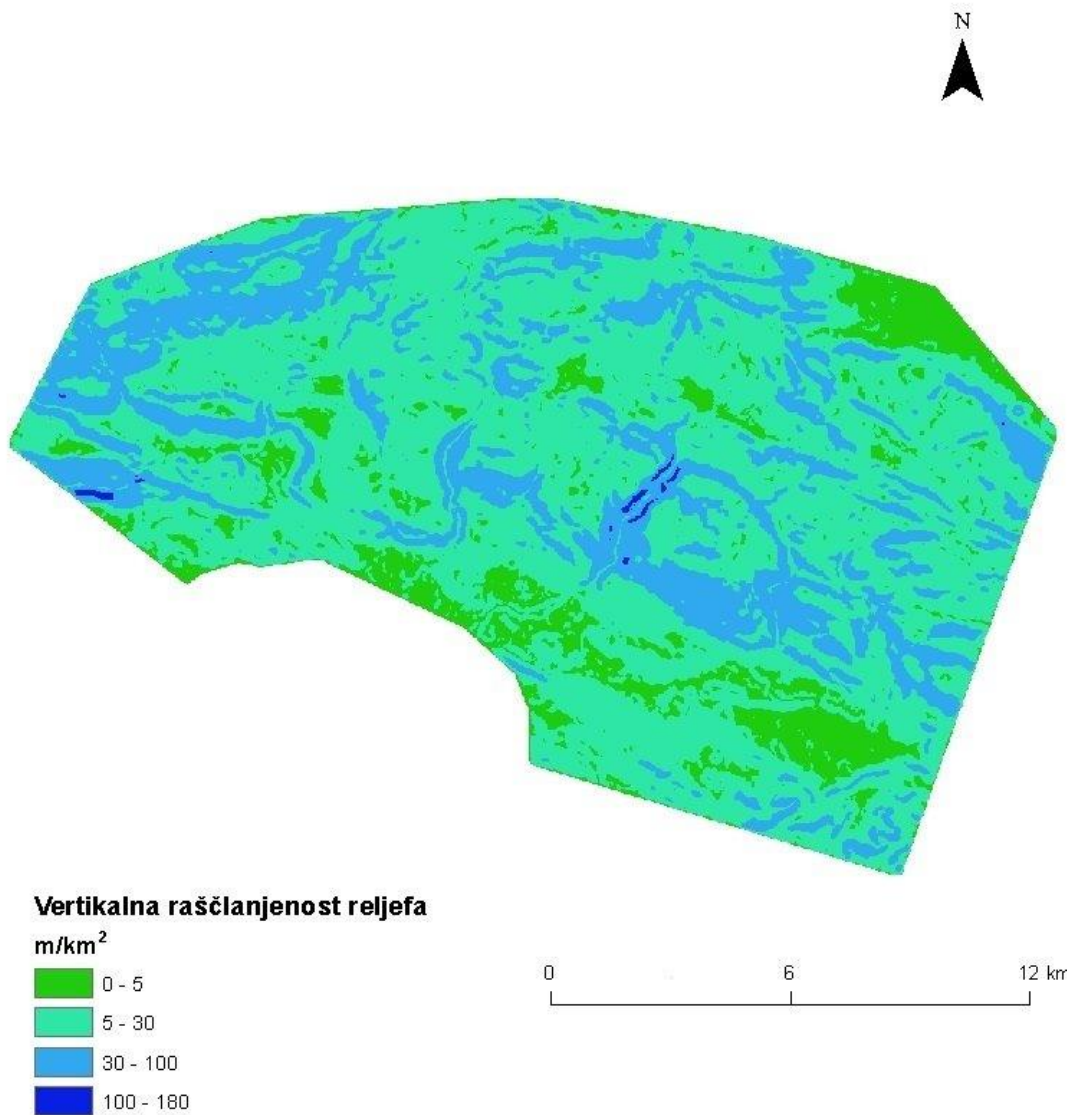 N
Vertikalna raščlanjenost reljefa
m/km²
0 - 5
5 - 30
30 - 100
100 - 180
0 6 12 km